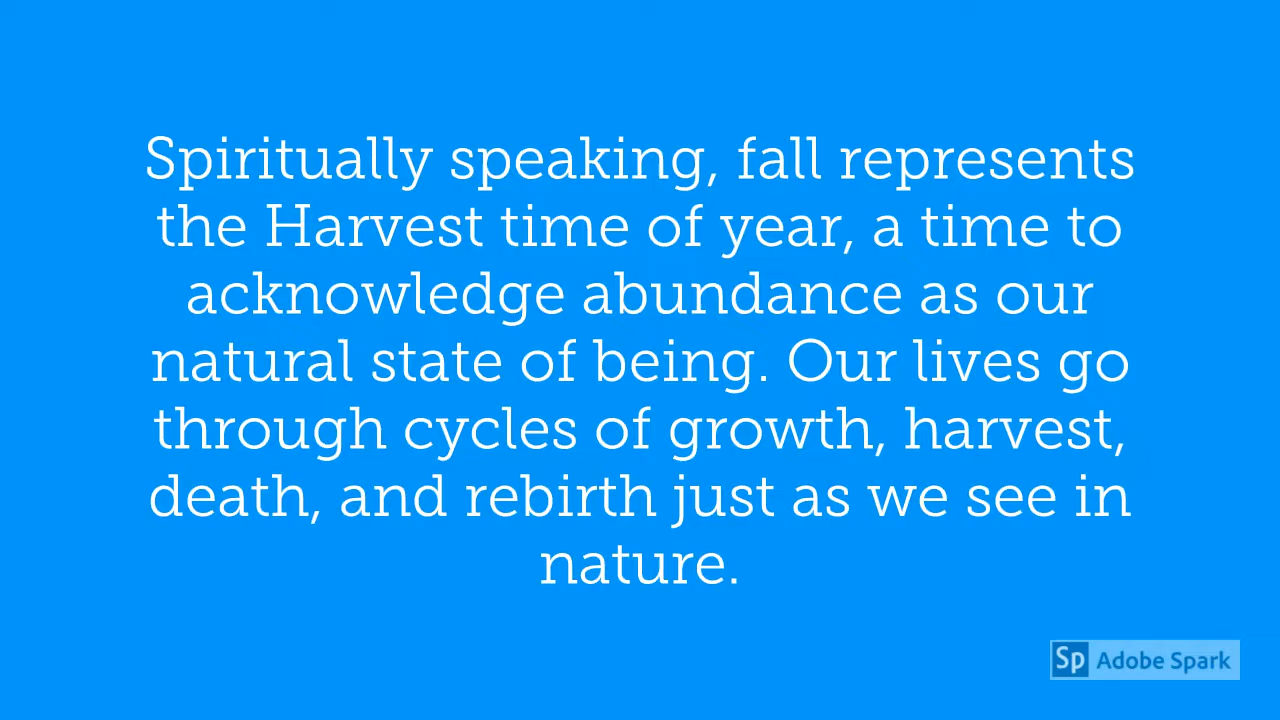 Spiritually speaking, fall represents
the Harvest time of year, a time to
acknowledge abundance as our
natural state of being. Our lives go
through cycles of growth, harvest,
death, and rebirth just as we see in
nature.
Sp Adobe Spark